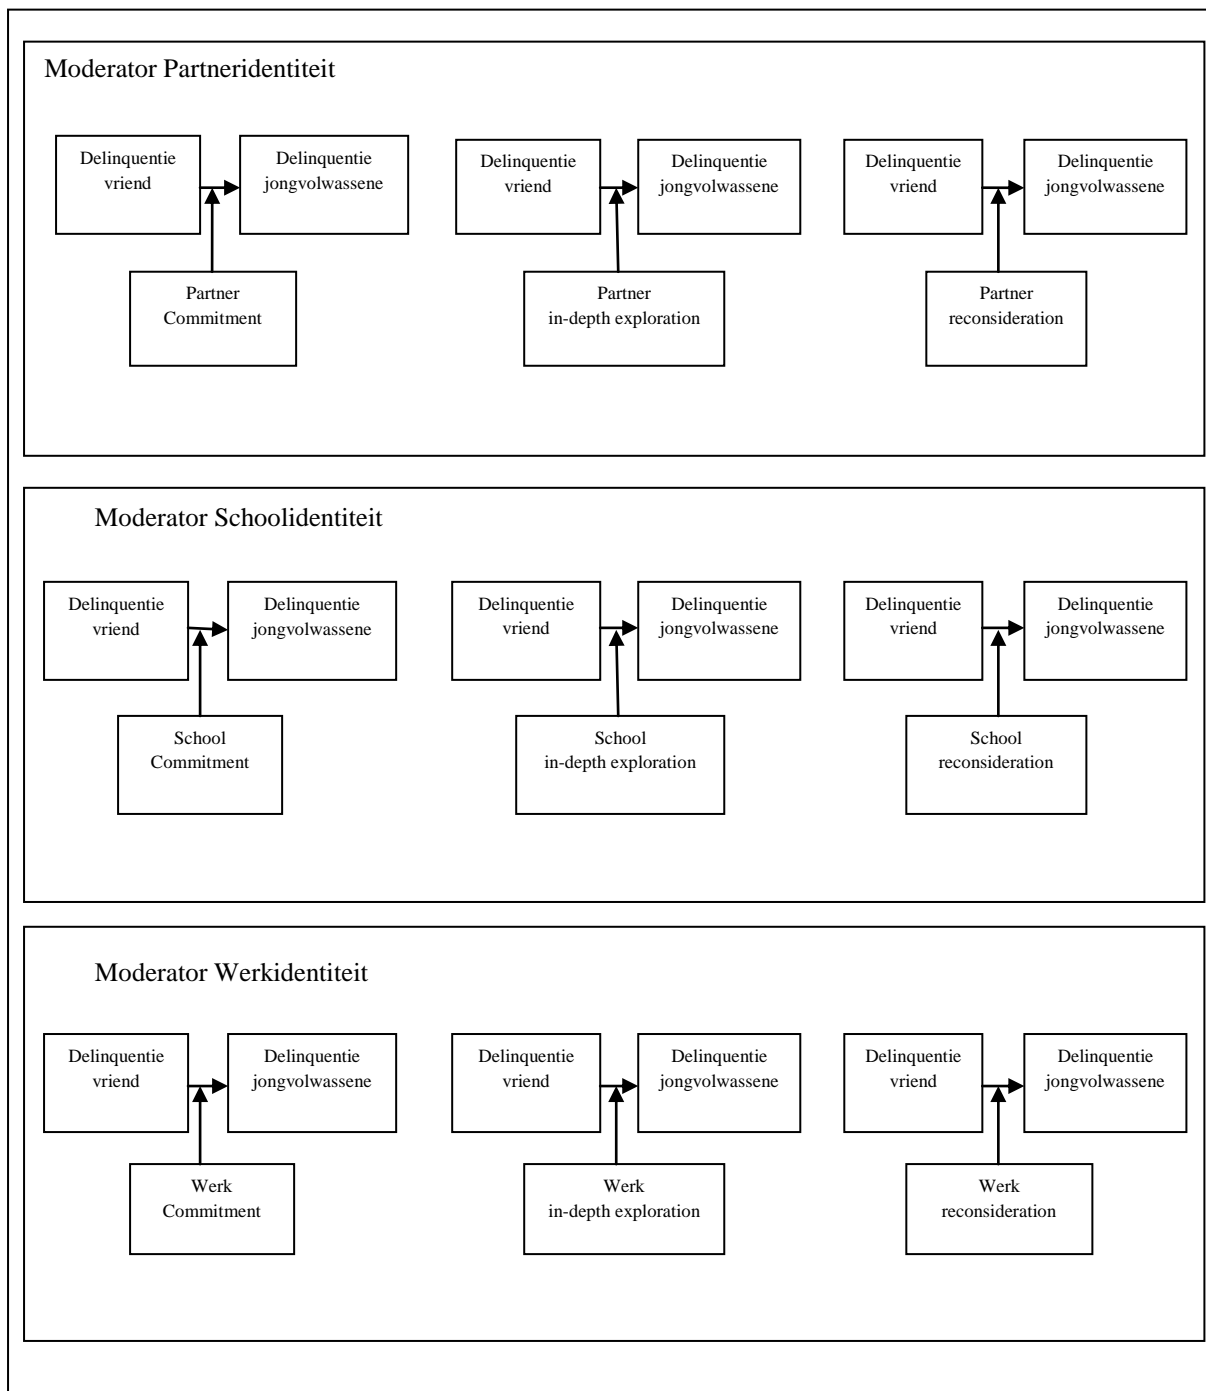 Moderator Partneridentiteit
Delinquentie
vriend
Delinquentie
jongvolwassene
Partner
Commitment
Delinquentie
vriend
Delinquentie
jongvolwassene
Partner
in-depth exploration
Delinquentie
vriend
Delinquentie
jongvolwassene
Partner
reconsideration
Moderator Schoolidentiteit
Delinquentie
vriend
Delinquentie
jongvolwassene
School
Commitment
Delinquentie
vriend
Delinquentie
jongvolwassene
School
in-depth exploration
Delinquentie
vriend
Delinquentie
jongvolwassene
School
reconsideration
Moderator Werkidentiteit
Delinquentie
vriend
Delinquentie
jongvolwassene
Werk
Commitment
Delinquentie
vriend
Delinquentie
jongvolwassene
Werk
in-depth exploration
Delinquentie
vriend
Delinquentie
jongvolwassene
Werk
reconsideration